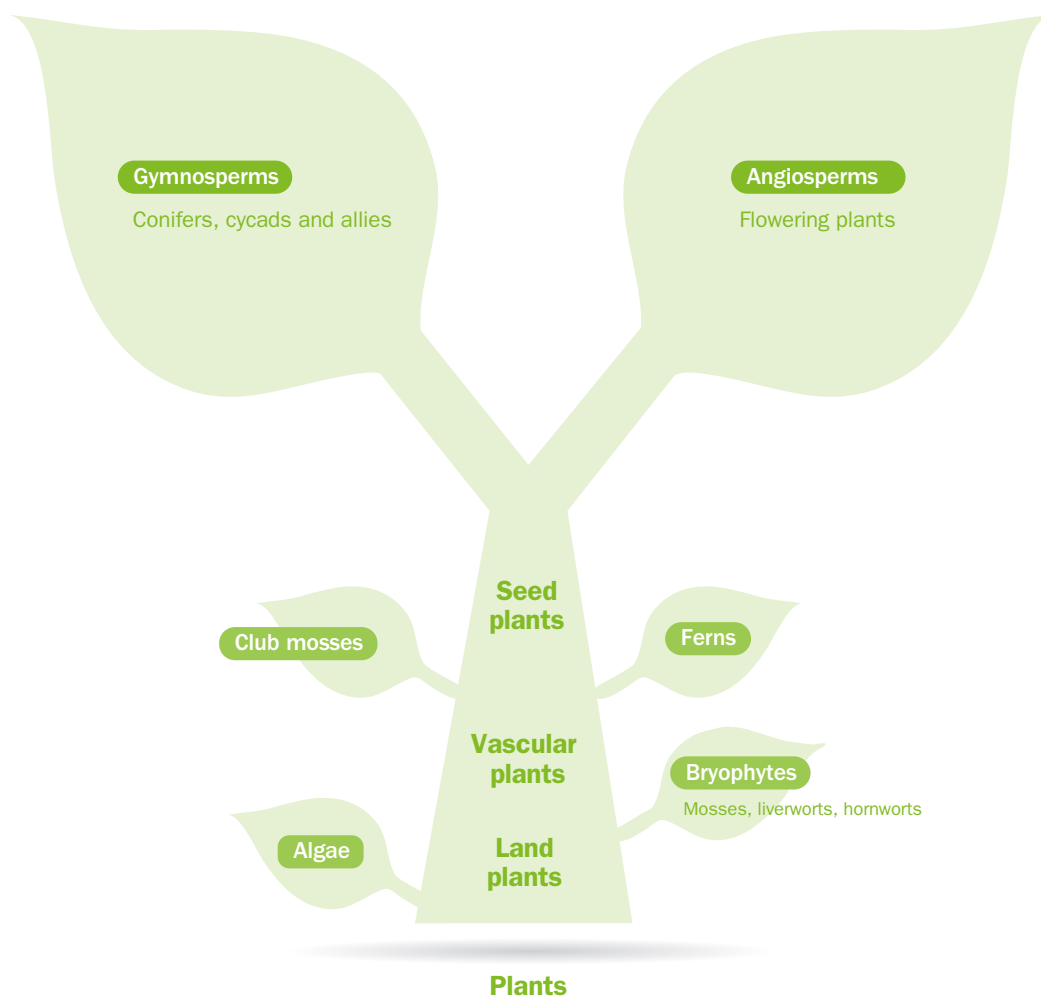 Gymnosperms
Conifers, cycads and allies
Angiosperms
Flowering plants
Seed
plants
Club mosses
Ferns
Vascular
plants
Bryophytes
Mosses, liverworts, hornworts
Algae
Land
plants
Plants